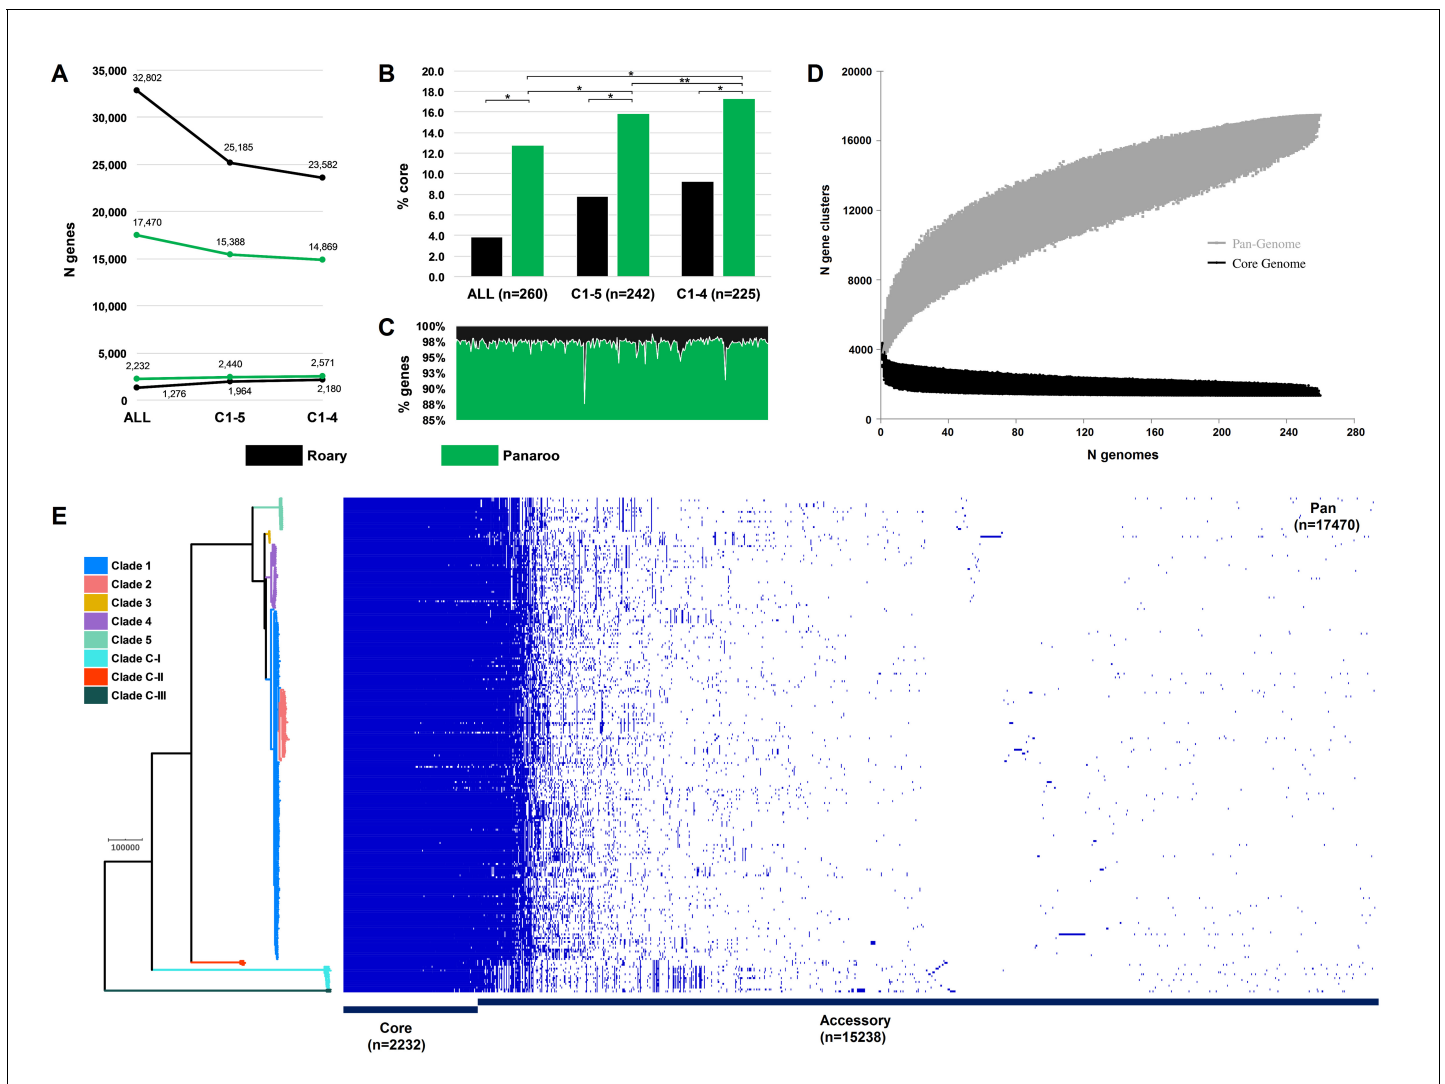 A
35,000
30,000
25,000
20,000
15,000
10,000
5,000
0
N genes
32,802
25,185
23,582
17,470
15,388
14,869
2,232
2,440
2,571
1,276
1,964
2,180
ALL
C1-5
C1-4
B
20.0
18.0
16.0
14.0
12.0
10.0
8.0
6.0
4.0
2.0
0.0
% core
*
**
*
*
*
*
ALL (n=260)
C1-5 (n=242)
C1-4 (n=225)
C
100%
98%
95%
93%
90%
88%
85%
% genes
Roary
Panaroo
D
20000
16000
12000
8000
4000
0
N gene clusters
Pan-Genome
Core Genome
0
40
80
120
160
200
240
280
N genomes
E
Clade 1
Clade 2
Clade 3
Clade 4
Clade 5
Clade C-I
Clade C-II
Clade C-III
100000
Pan
(n=17470)
Core
(n=2232)
Accessory
(n=15238)